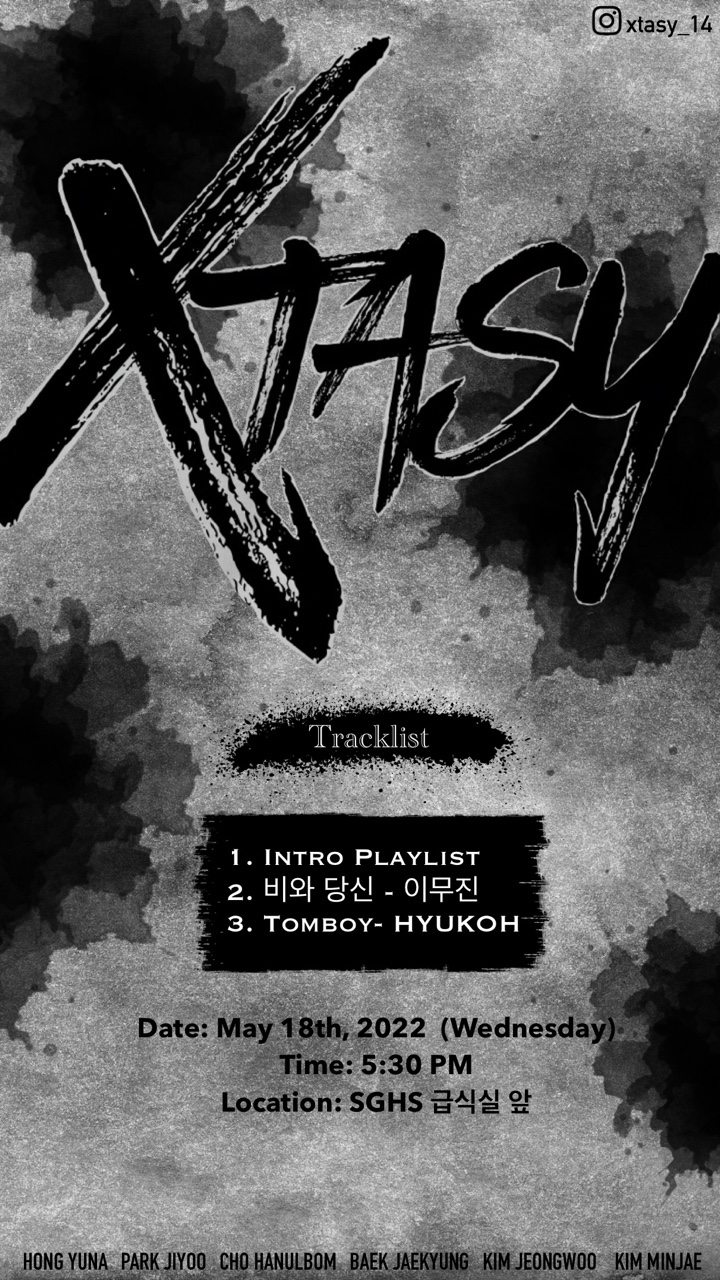 xtasy_14
XTASY
Tracklist
1. INTRO PLAYLIST
2. 비와 당신 - 이무진
3. TOMBOY- HYUKOH
Date: May 18th, 2022 (Wednesday)
Time: 5:30 PM
Location: SGHS 급식실 앞
HONG YUNA PARK JIYOO CHO HANULBOM BAEK JAEKYUNG KIM JEONGWOO KIM MINJAE